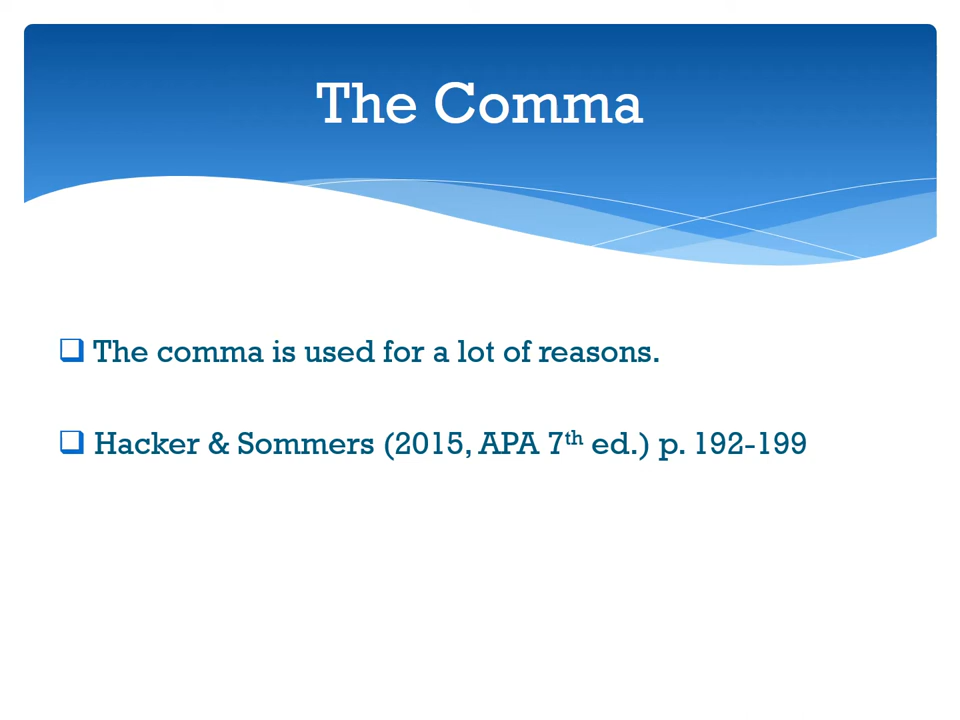 The Comma
The comma is used for a lot of reasons.
Hacker & Sommers (2015, APA 7th ed.) p. 192-199